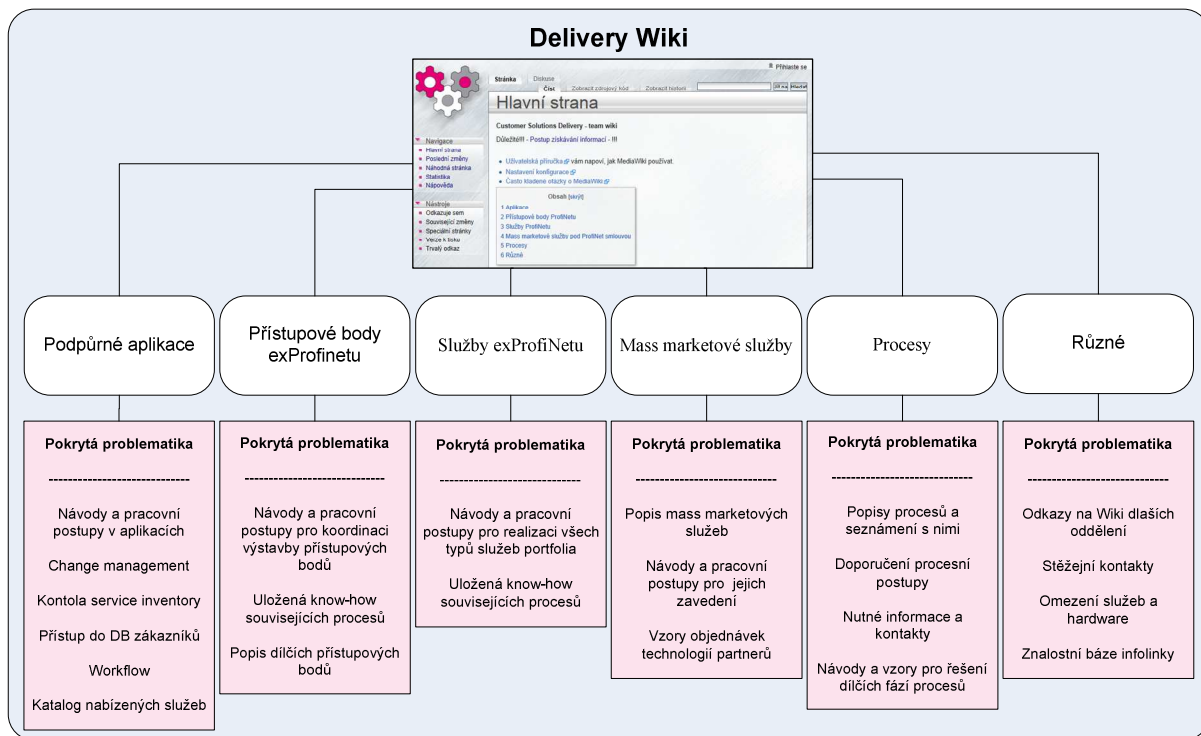 Delivery Wiki
Přihlaste se
Stránka
Diskuse
Číst
Zobrazit zdrojový kód
Zobrazit historii
Hlavní strana
Customer Solutions Delivery - team wiki
Důležité!!! - Postup získávání informací - !!!
Uživatelská příručka vám napoví, jak MediaWiki používat.
Nastavení konfigurace
Často kladené otázky o MediaWiki
Obsah [skrýt]
1 Aplikace
2 Přístupové body ProfiNetu
3 Služby ProfiNetu
4 Mass marketové služby pod ProfiNet smlouvou
5 Procesy
6 Různé
Navigace
Hlavní strana
Poslední změny
Náhodná stránka
Statistika
Nápověda
Nástroje
Odkazuje sem
Související změny
Speciální stránky
Verze k tisku
Trvalý odkaz
Podpůrné aplikace
Přístupové body
exProfinetu
Služby exProfiNetu
Mass marketové služby
Procesy
Různé
Pokrytá problematika
-----------------------------
Návody a pracovní
postupy v aplikacích
Change management
Kontola service inventory
Přístup do DB zákazníků
Workflow
Katalog nabízených služeb
Pokrytá problematika
-----------------------------
Návody a pracovní
postupy pro koordinaci
výstavby přístupových
bodů
Uložená know-how
souvisejících procesů
Popis dílčích přístupových
bodů
Pokrytá problematika
-----------------------------
Návody a pracovní
postupy pro realizaci všech
typů služeb portfolia
Uložená know-how
souvisejících procesů
Pokrytá problematika
-----------------------------
Popis mass marketových
služeb
Návody a pracovní
postupy pro jejich
zavedení
Vzory objednávek
technologií partnerů
Pokrytá problematika
-----------------------------
Popisy procesů a
seznámení s nimi
Doporučení procesní
postupy
Nutné informace a
kontakty
Návody a vzory pro řešení
dílčích fází procesů
Pokrytá problematika
-----------------------------
Odkazy na Wiki dlaších
oddělení
Stěžejní kontakty
Omezení služeb a
hardware
Znalostní báze infolinky